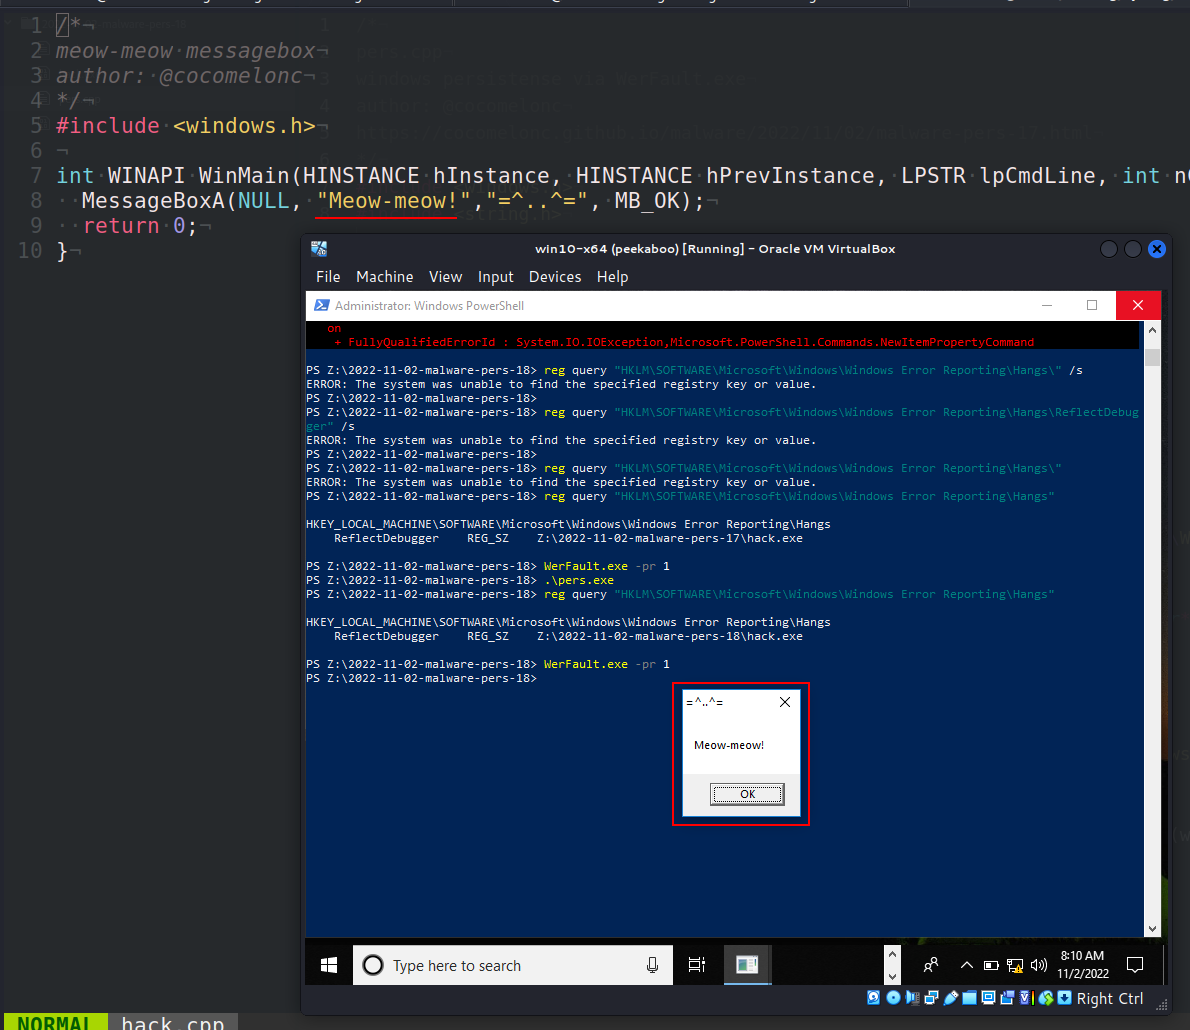 1 /*¬
2 meow-meow·messagebox¬
3 author:·@cocomelonc¬
4 */¬
5 #include·<windows.h>¬
6 ¬
7 int·WINAPI·WinMain(HINSTANCE·hInstance,·HINSTANCE·hPrevInstance,·LPSTR·lpCmdLine,·int·nC
8 ··MessageBoxA(NULL,·"Meow-meow!","=^..^=",·MB_OK);¬
9 ··return·0;¬
10 }¬
win10-x64 (peekaboo) [Running] - Oracle VM VirtualBox
File Machine View Input Devices Help
Administrator: Windows PowerShell
on
+ FullyQualifiedErrorId : System.IO.IOException,Microsoft.PowerShell.Commands.NewItemPropertyCommand
PS Z:\2022-11-02-malware-pers-18> reg query "HKLM\SOFTWARE\Microsoft\Windows\Windows Error Reporting\Hangs\" /s
ERROR: The system was unable to find the specified registry key or value.
PS Z:\2022-11-02-malware-pers-18>
PS Z:\2022-11-02-malware-pers-18> reg query "HKLM\SOFTWARE\Microsoft\Windows\Windows Error Reporting\Hangs\ReflectDebug
ger" /s
ERROR: The system was unable to find the specified registry key or value.
PS Z:\2022-11-02-malware-pers-18>
PS Z:\2022-11-02-malware-pers-18> reg query "HKLM\SOFTWARE\Microsoft\Windows\Windows Error Reporting\Hangs\"
ERROR: The system was unable to find the specified registry key or value.
PS Z:\2022-11-02-malware-pers-18> reg query "HKLM\SOFTWARE\Microsoft\Windows\Windows Error Reporting\Hangs"
HKEY_LOCAL_MACHINE\SOFTWARE\Microsoft\Windows\Windows Error Reporting\Hangs
ReflectDebugger REG_SZ Z:\2022-11-02-malware-pers-17\hack.exe
PS Z:\2022-11-02-malware-pers-18> WerFault.exe -pr 1
PS Z:\2022-11-02-malware-pers-18> .\pers.exe
PS Z:\2022-11-02-malware-pers-18> reg query "HKLM\SOFTWARE\Microsoft\Windows\Windows Error Reporting\Hangs"
HKEY_LOCAL_MACHINE\SOFTWARE\Microsoft\Windows\Windows Error Reporting\Hangs
ReflectDebugger REG_SZ Z:\2022-11-02-malware-pers-18\hack.exe
PS Z:\2022-11-02-malware-pers-18> WerFault.exe -pr 1
PS Z:\2022-11-02-malware-pers-18>
=^..^=
Meow-meow!
OK
Type here to search
8:10 AM
11/2/2022
Right Ctrl
NORMAL hack.cpp